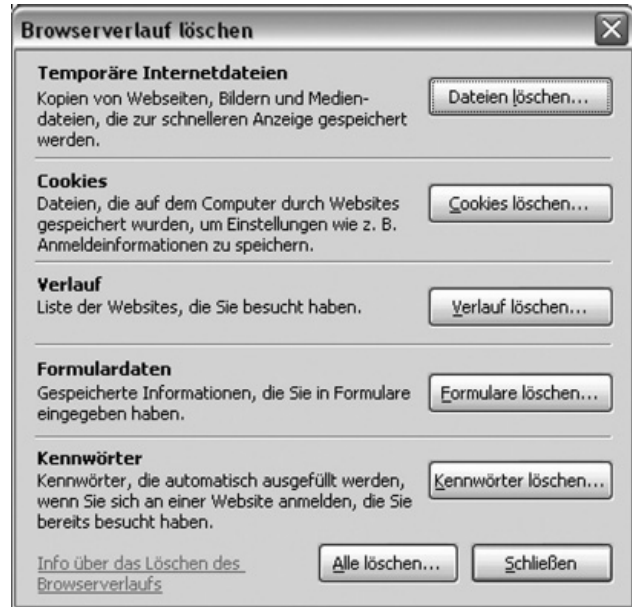 Browserverlauf löschen
Temporäre Internetdateien
Kopien von Webseiten, Bildern und Medien-
dateien, die zur schnelleren Anzeige gespeichert
werden.
Dateien löschen...
Cookies
Dateien, die auf dem Computer durch Websites
gespeichert wurden, um Einstellungen wie z. B.
Anmeldeinformationen zu speichern.
Cookies löschen...
Verlauf
Liste der Websites, die Sie besucht haben.
Verlauf löschen...
Formulardaten
Gespeicherte Informationen, die Sie in Formulare
eingegeben haben.
Formulare löschen...
Kennwörter
Kennwörter, die automatisch ausgefüllt werden,
wenn Sie sich an einer Website anmelden, die Sie
bereits besucht haben.
Kennwörter löschen...
Info über das Löschen des
Browserverlaufs
Alle löschen...
Schließen